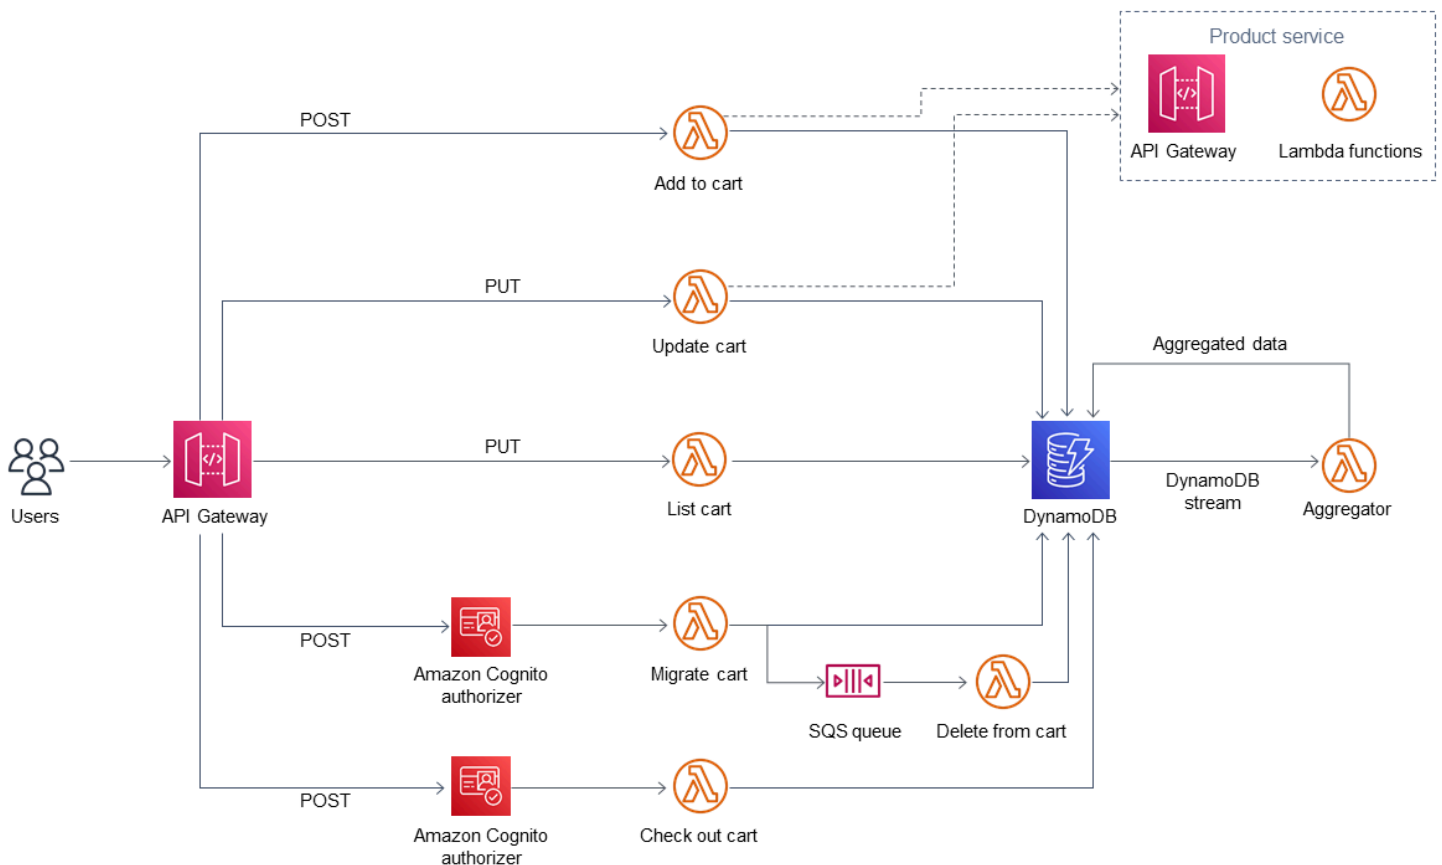 Product service
API Gateway
Lambda functions
POST
Add to cart
PUT
Update cart
Aggregated data
PUT
Users
API Gateway
List cart
DynamoDB
DynamoDB
stream
Aggregator
POST
Amazon Cognito
authorizer
Migrate cart
SQS queue
Delete from cart
POST
Amazon Cognito
authorizer
Check out cart